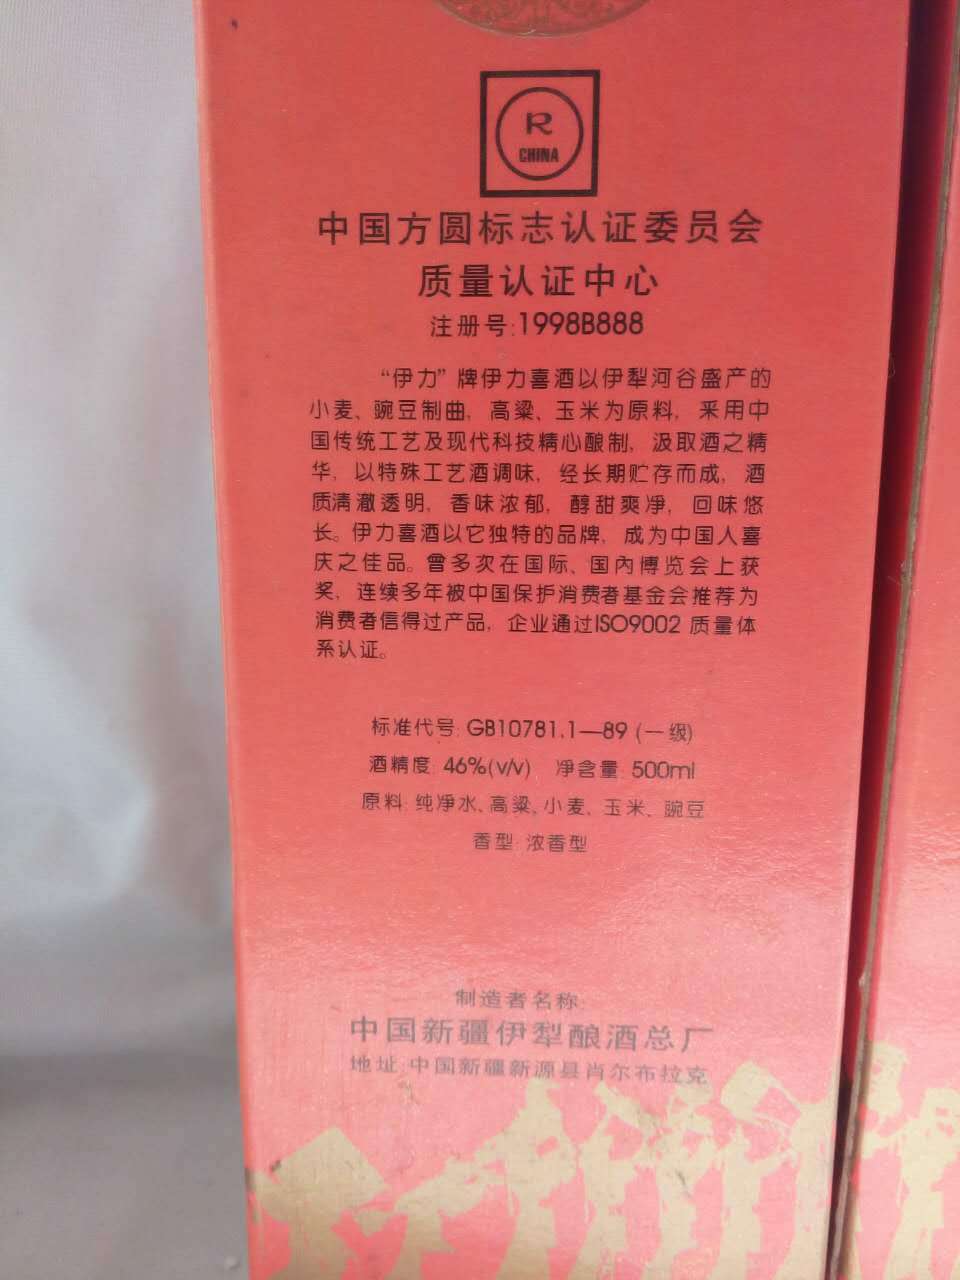 R
CHINA
中国方圆标志认证委员会
质量认证中心
注册号:1998B888
“伊力”牌伊力喜酒以伊犁河谷盛产的
小麦、豌豆制曲，高粱、玉米为原料，采用中
国传统工艺及现代科技精心酿制，汲取酒之精
华，以特殊工艺酒调味，经长期贮存而成，酒
质清澈透明，香味浓郁，醇甜爽净，回味悠
长。伊力喜酒以它独特的品牌，成为中国人喜
庆之佳品。曾多次在国际、国内博览会上获
奖，连续多年被中国保护消费者基金会推荐为
消费者信得过产品，企业通过ISO9002 质量体
系认证。
标准代号: GB10781.1—89 (一级)
酒精度: 46%(v/v) 净含量: 500ml
原料: 纯净水、高粱、小麦、玉米、豌豆
香型: 浓香型
制造者名称:
中国新疆伊犁酿酒总厂
地址:中国新疆新源县肖尔布拉克